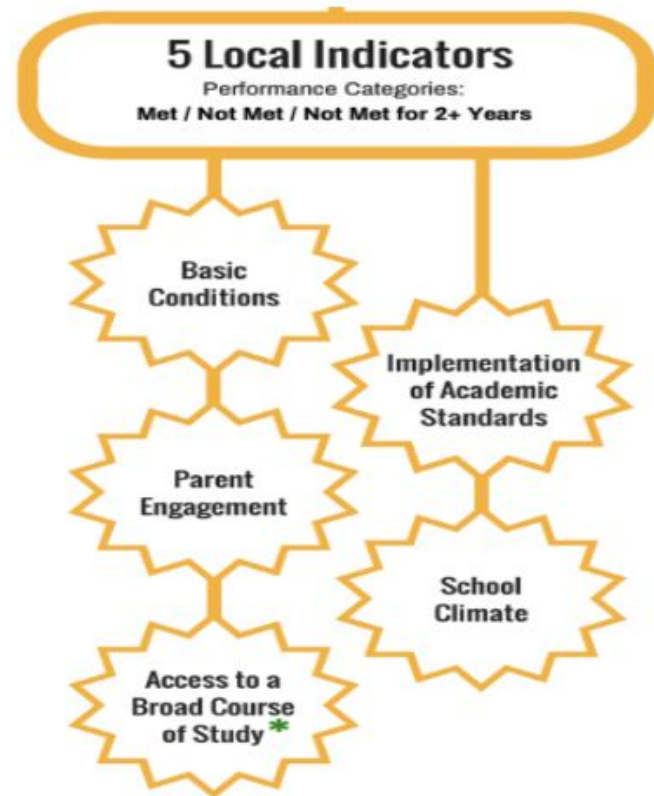 5 Local Indicators
Performance Categories:
Met / Not Met / Not Met for 2+ Years
Basic
Conditions
Implementation
of Academic
Standards
Parent
Engagement
School
Climate
Access to a
Broad Course
of Study *